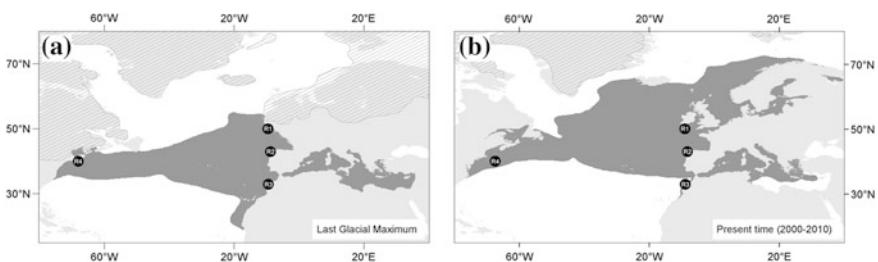 60°W 20°W 20°E 60°W 20°W 20°E
(a) (b)
70°N 70°N
R1 R1
50°N 50°N
R2 R2
R4 R4
R3 R3
30°N 30°N
Last Glacial Maximum Present time (2000-2010)
60°W 20°W 20°E 60°W 20°W 20°E